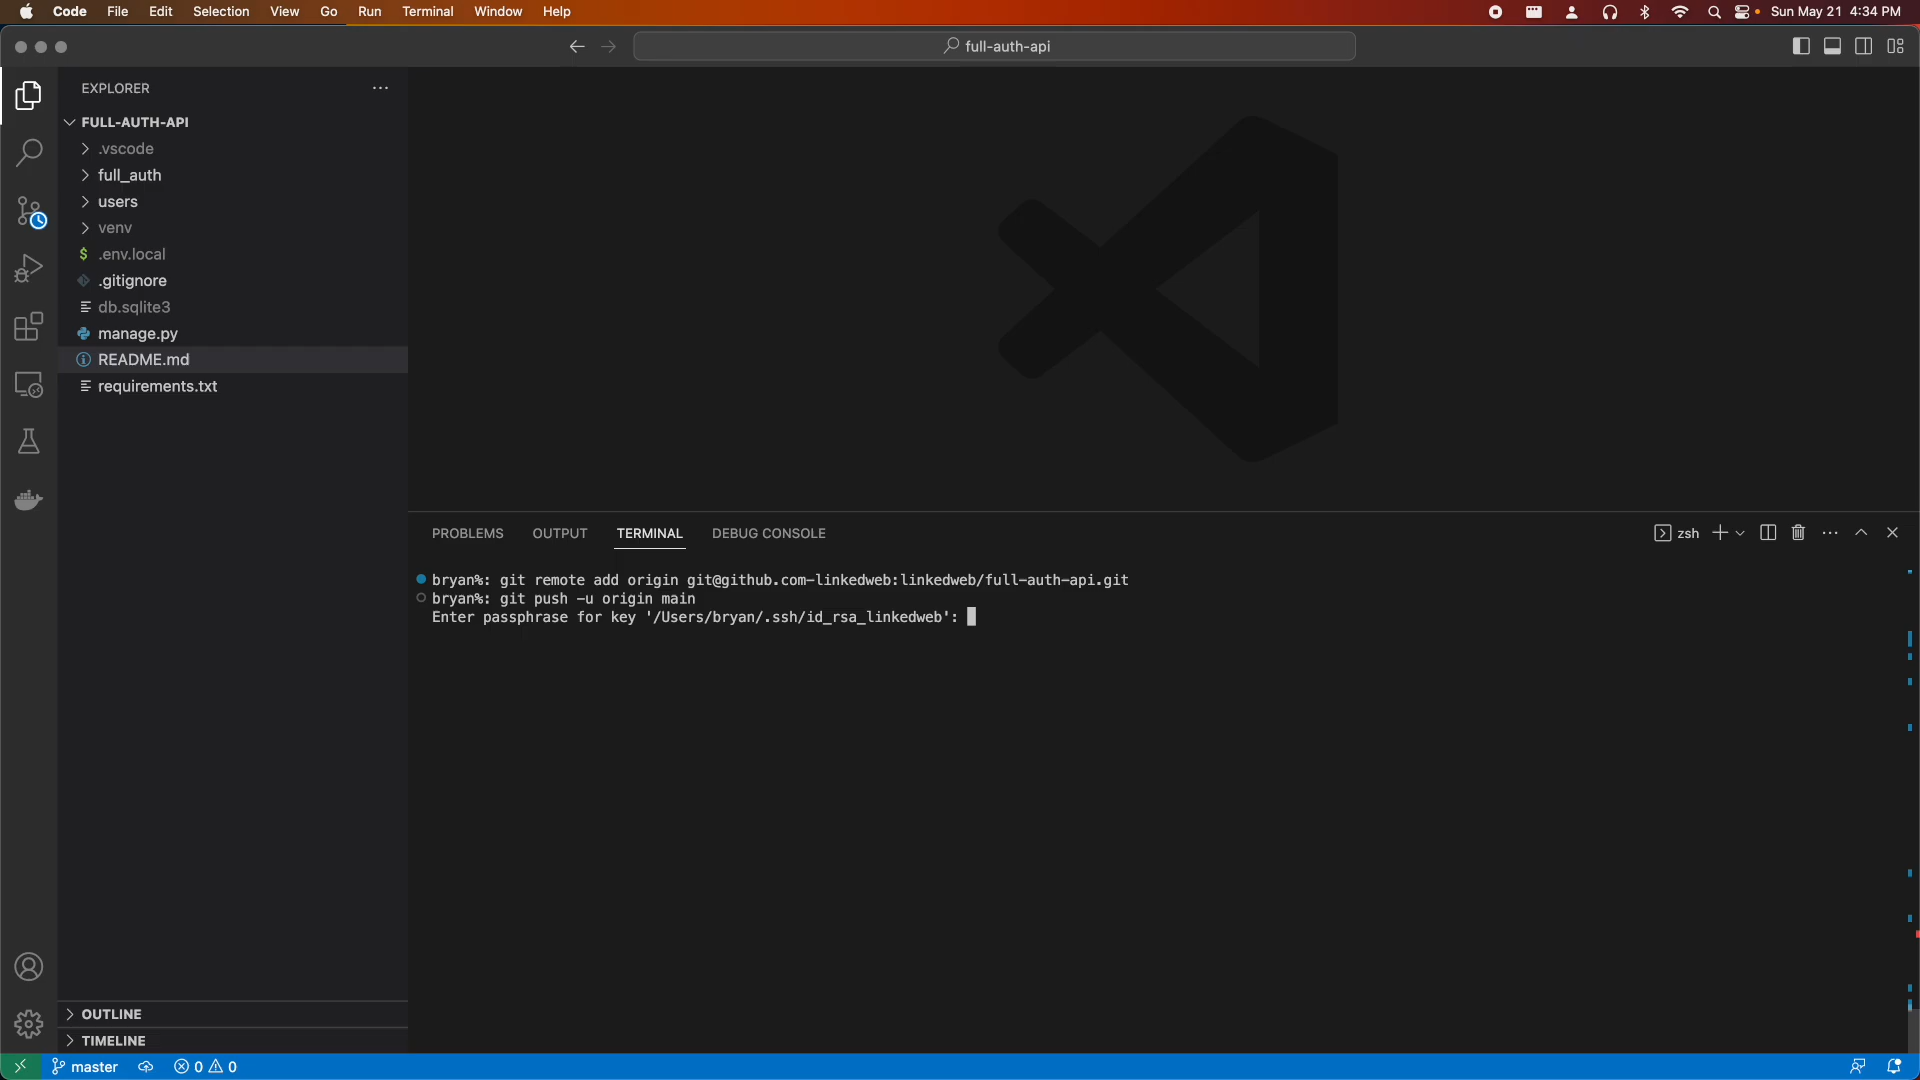 Code File Edit Selection View Go Run Terminal Window Help Sun May 21 4:34 PM
full-auth-api
EXPLORER
FULL-AUTH-API
.vscode
full_auth
users
venv
$ .env.local
.gitignore
db.sqlite3
manage.py
README.md
requirements.txt
PROBLEMS OUTPUT TERMINAL DEBUG CONSOLE zsh
bryan%: git remote add origin git@github.com-linkedweb:linkedweb/full-auth-api.git
bryan%: git push -u origin main
Enter passphrase for key '/Users/bryan/.ssh/id_rsa_linkedweb':
OUTLINE
TIMELINE
master 0 0